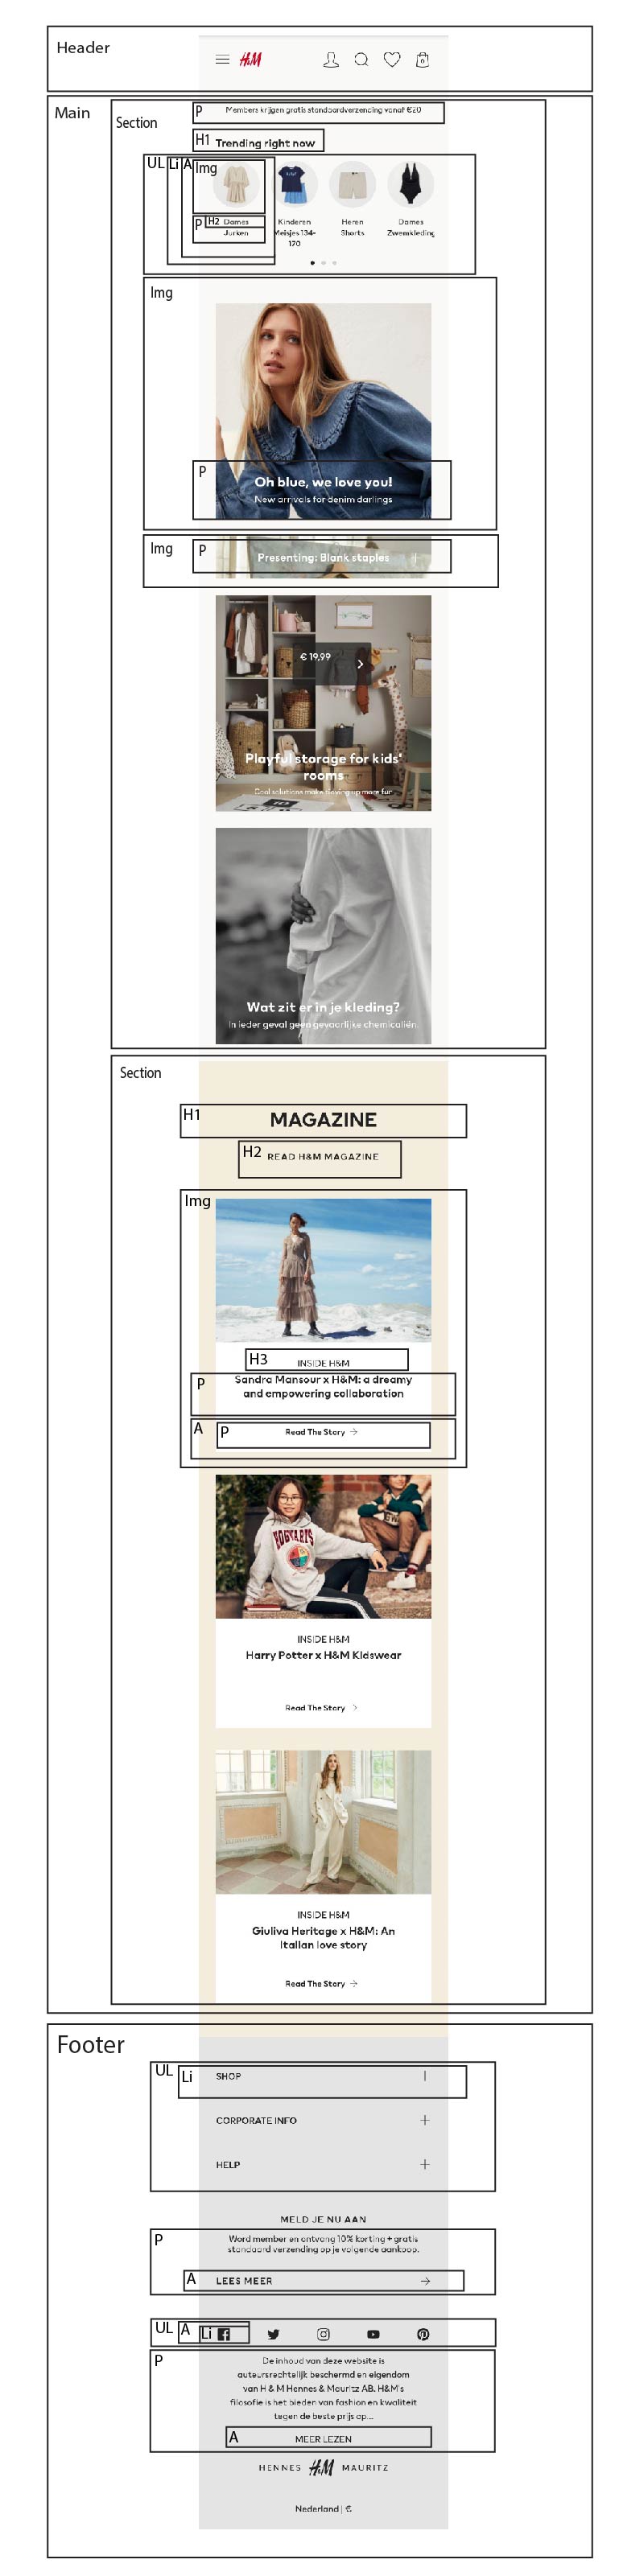 Header
H&M
0
Main
Section
P
Members krijgen gratis standaardverzending vanaf €20
H1
Trending right now
UL
Li
A
Img
P
H2
Dames
Jurken
Kinderen
Meisjes 134-
170
Heren
Shorts
Dames
Zwemkleding
Img
P
Oh blue, we love you!
New arrivals for denim darlings
Img
P
Presenting: Blank staples
€ 19,99
Playful storage for kids'
rooms
Cool solutions make tidying up more fun
Wat zit er in je kleding?
In ieder geval geen gevaarlijke chemicaliën.
Section
H1
MAGAZINE
H2
READ H&M MAGAZINE
Img
H3
INSIDE H&M
P
Sandra Mansour x H&M: a dreamy
and empowering collaboration
A
P
Read The Story
HOGWARTS
INSIDE H&M
Harry Potter x H&M Kidswear
Read The Story
INSIDE H&M
Giuliva Heritage x H&M: An
Italian love story
Read The Story
Footer
UL
Li
SHOP
CORPORATE INFO
HELP
MELD JE NU AAN
P
Word member en ontvang 10% korting + gratis
standaard verzending op je volgende aankoop.
A
LEES MEER
UL
A
Li
P
De inhoud van deze website is
auteursrechtelijk beschermd en eigendom
van H & M Hennes & Mauritz AB. H&M's
filosofie is het bieden van fashion en kwaliteit
tegen de beste prijs op...
A
MEER LEZEN
HENNES H&M MAURITZ
Nederland | €